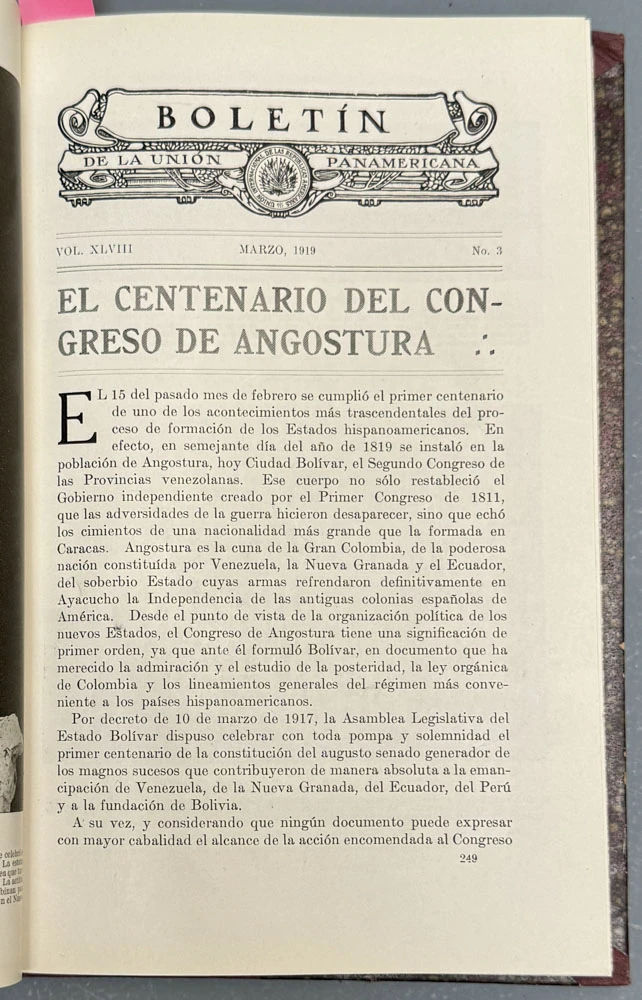 BOLETÍN
DE LA UNIÓN PANAMERICANA
VOL. XLVIII MARZO, 1919 No. 3
EL CENTENARIO DEL CON-
GRESO DE ANGOSTURA
EL 15 del pasado mes de febrero se cumplió el primer centenario
de uno de los acontecimientos más trascendentales del pro-
ceso de formación de los Estados hispanoamericanos. En
efecto, en semejante día del año de 1819 se instaló en la
población de Angostura, hoy Ciudad Bolívar, el Segundo Congreso de
las Provincias venezolanas. Ese cuerpo no sólo restableció el
Gobierno independiente creado por el Primer Congreso de 1811,
que las adversidades de la guerra hicieron desaparecer, sino que echó
los cimientos de una nacionalidad más grande que la formada en
Caracas. Angostura es la cuna de la Gran Colombia, de la poderosa
nación constituída por Venezuela, la Nueva Granada y el Ecuador,
del soberbio Estado cuyas armas refrendaron definitivamente en
Ayacucho la Independencia de las antiguas colonias españolas de
América. Desde el punto de vista de la organización política de los
nuevos Estados, el Congreso de Angostura tiene una significación de
primer orden, ya que ante él formuló Bolívar, en documento que ha
merecido la admiración y el estudio de la posteridad, la ley orgánica
de Colombia y los lineamientos generales del régimen más conve-
niente a los países hispanoamericanos.
Por decreto de 10 de marzo de 1917, la Asamblea Legislativa del
Estado Bolívar dispuso celebrar con toda pompa y solemnidad el
primer centenario de la constitución del augusto senado generador de
los magnos sucesos que contribuyeron de manera absoluta a la eman-
cipación de Venezuela, de la Nueva Granada, del Ecuador, del Perú
y a la fundación de Bolivia.
A su vez, y considerando que ningún documento puede expresar
con mayor cabalidad el alcance de la acción encomendada al Congreso
249